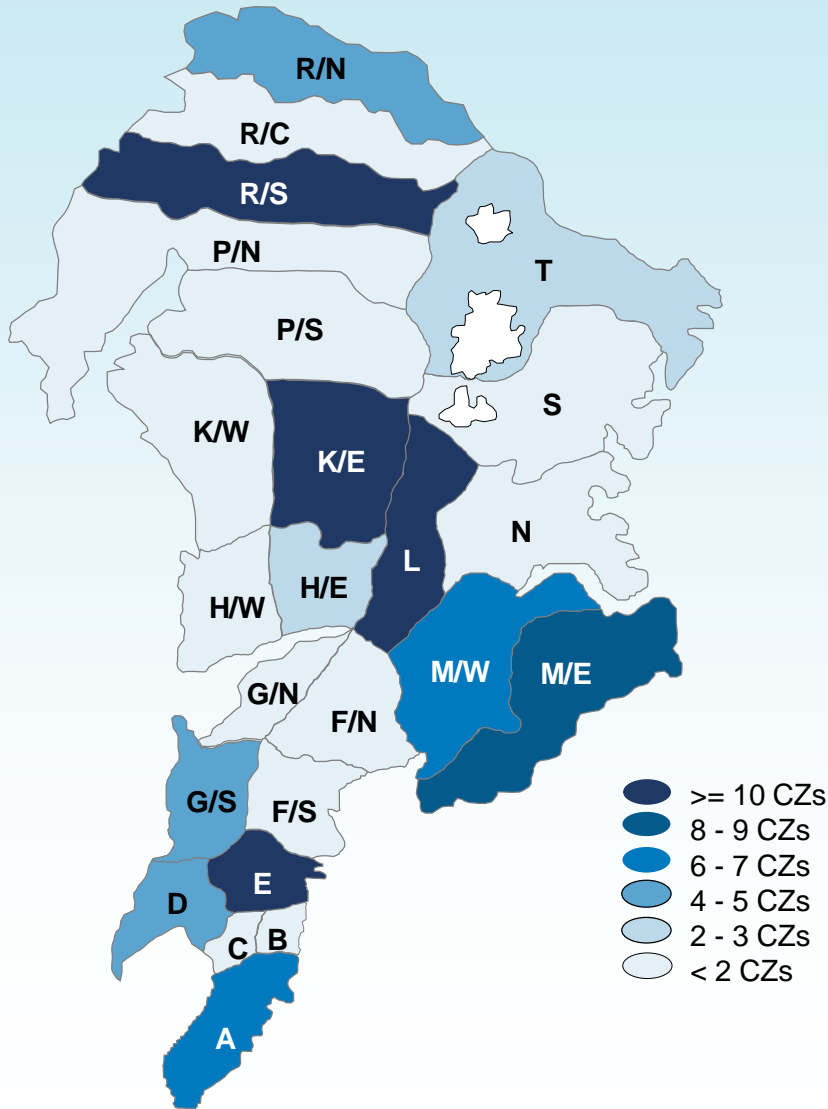 R/N
R/C
R/S
P/N
T
P/S
S
K/W
K/E
N
L
H/E
H/W
M/W
M/E
G/N
F/N
G/S
F/S
E
D
B
C
A
>= 10 CZs
8 - 9 CZs
6 - 7 CZs
4 - 5 CZs
2 - 3 CZs
< 2 CZs